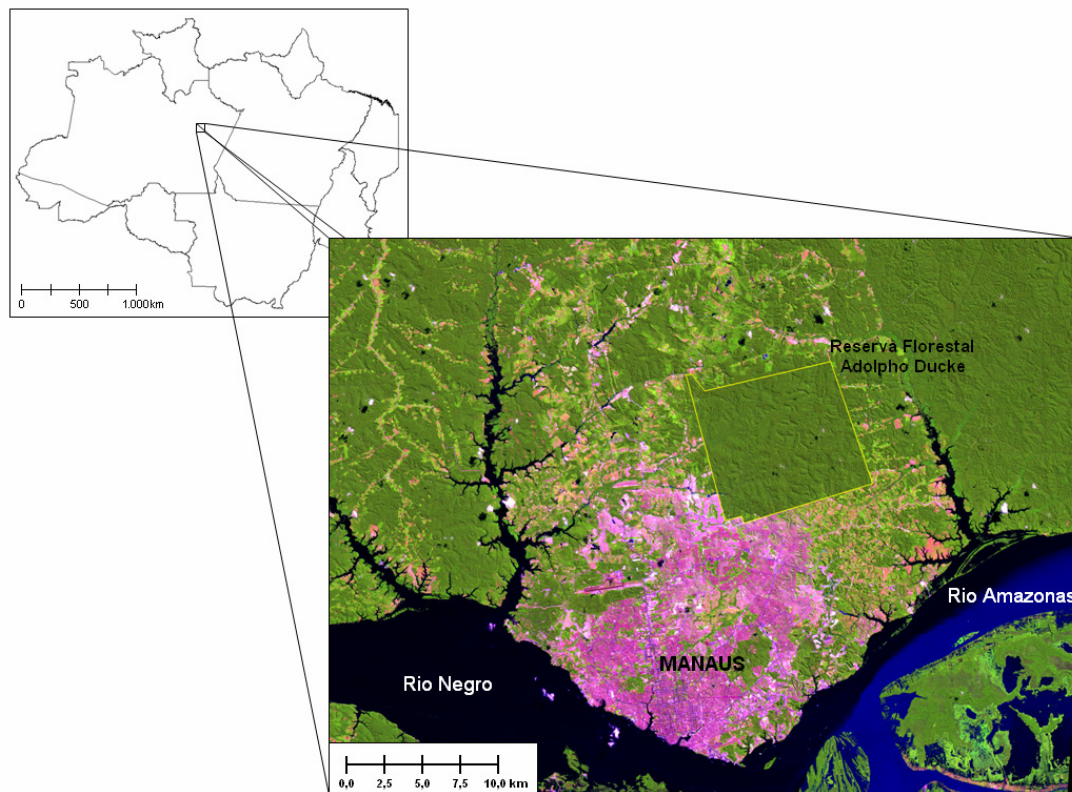 0 500 1.000km
Reserva Florestal
Adolpho Ducke
Rio Amazonas
MANAUS
Rio Negro
0,0 2,5 5,0 7,5 10,0 km